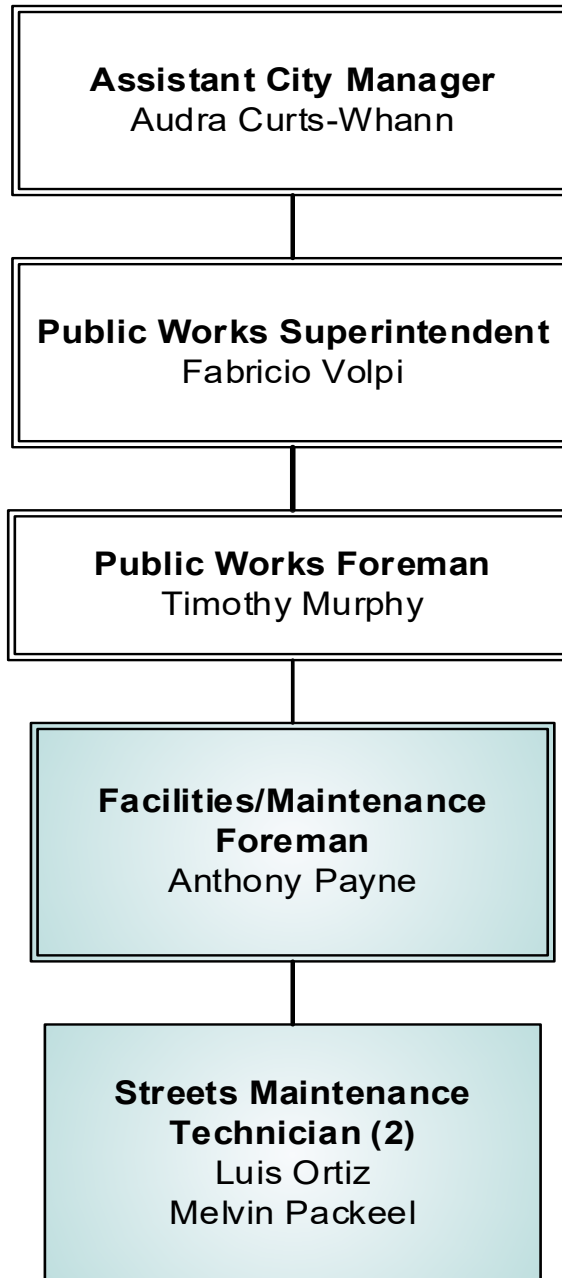 Assistant City Manager
Audra Curts-Whann
Public Works Superintendent
Fabricio Volpi
Public Works Foreman
Timothy Murphy
Facilities/Maintenance
Foreman
Anthony Payne
Streets Maintenance
Technician (2)
Luis Ortiz
Melvin Packeel